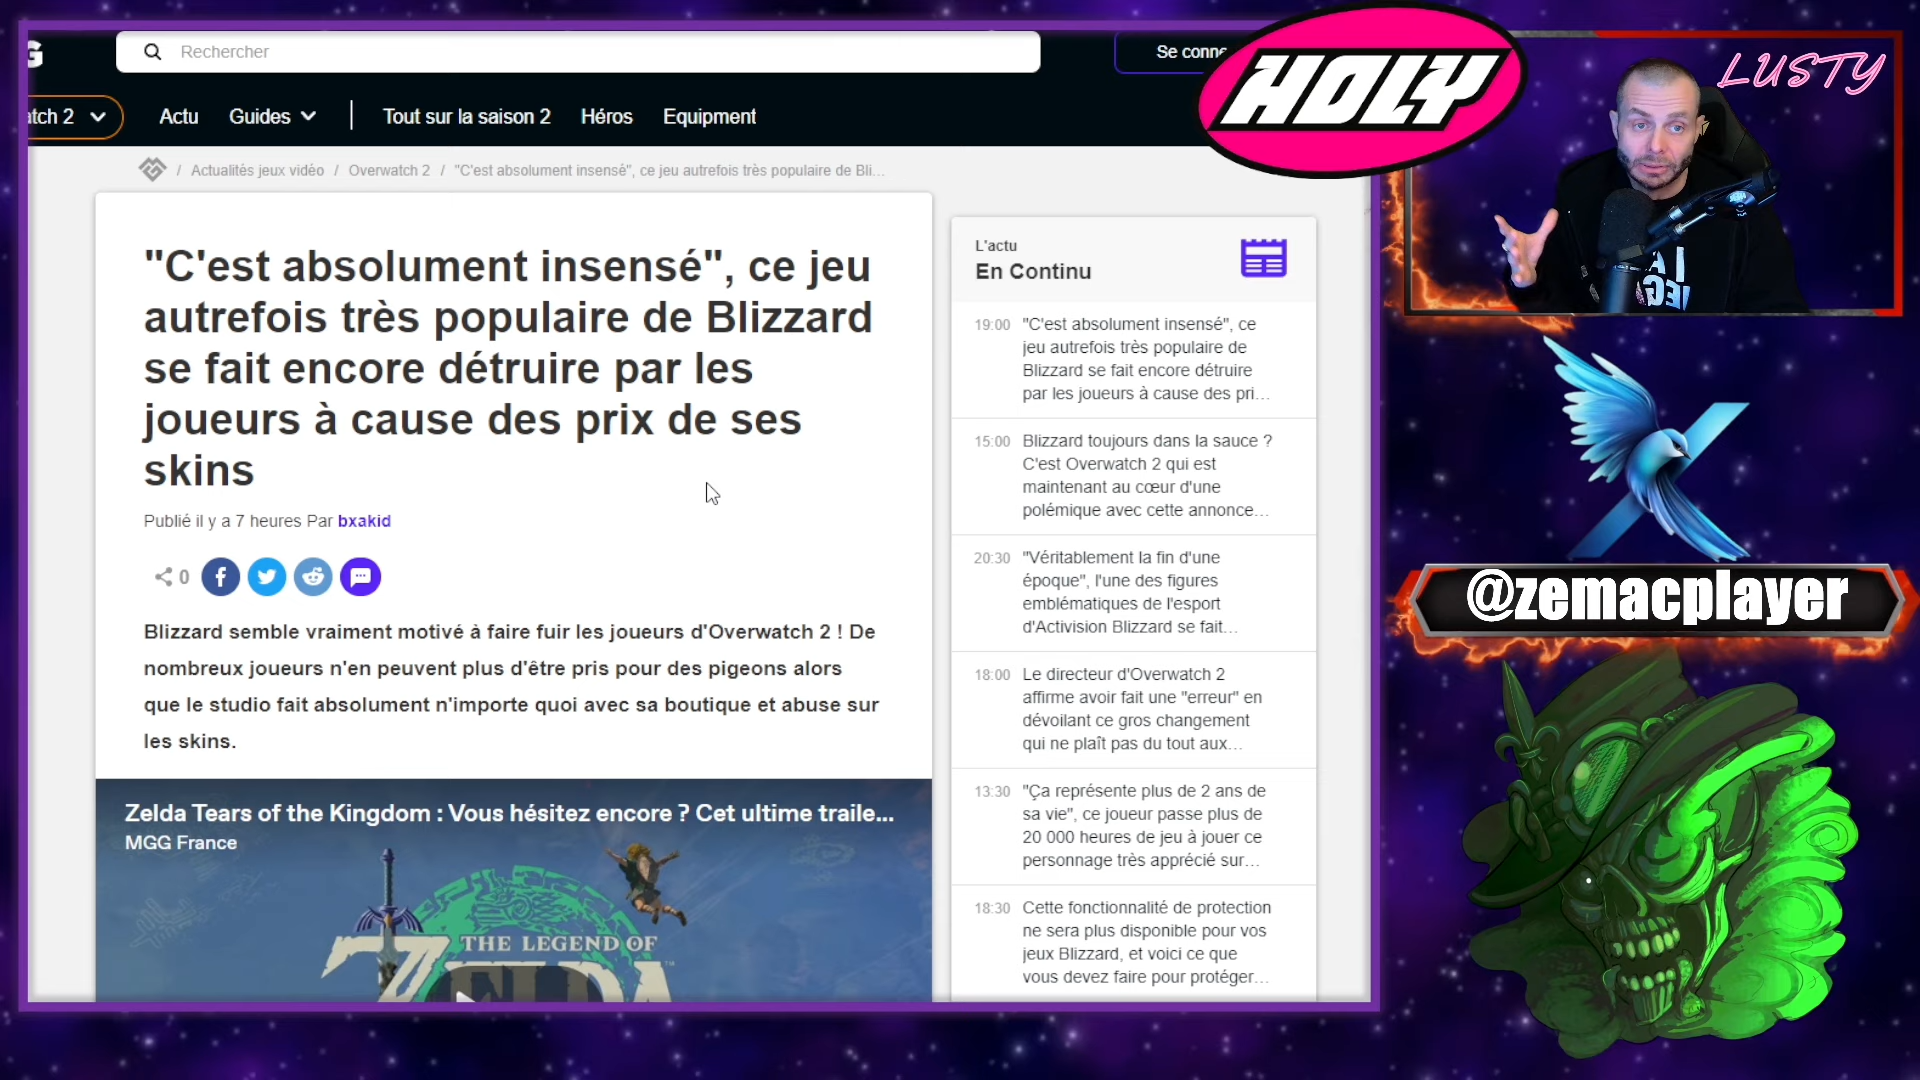 G
Rechercher
Se conne
HOLY
LUSTY
atch 2
Actu
Guides
Tout sur la saison 2
Héros
Equipment
/ Actualités jeux vidéo / Overwatch 2 / "C'est absolument insensé", ce jeu autrefois très populaire de Bli...
"C'est absolument insensé", ce jeu
autrefois très populaire de Blizzard
se fait encore détruire par les
joueurs à cause des prix de ses
skins
Publié il y a 7 heures Par bxakid
0
Blizzard semble vraiment motivé à faire fuir les joueurs d'Overwatch 2 ! De
nombreux joueurs n'en peuvent plus d'être pris pour des pigeons alors
que le studio fait absolument n'importe quoi avec sa boutique et abuse sur
les skins.
Zelda Tears of the Kingdom : Vous hésitez encore ? Cet ultime traile...
MGG France
THE LEGEND OF
ZELDA
L'actu
En Continu
19:00 "C'est absolument insensé", ce
jeu autrefois très populaire de
Blizzard se fait encore détruire
par les joueurs à cause des pri...
15:00 Blizzard toujours dans la sauce ?
C'est Overwatch 2 qui est
maintenant au cœur d'une
polémique avec cette annonce...
20:30 "Véritablement la fin d'une
époque", l'une des figures
emblématiques de l'esport
d'Activision Blizzard se fait...
18:00 Le directeur d'Overwatch 2
affirme avoir fait une "erreur" en
dévoilant ce gros changement
qui ne plaît pas du tout aux...
13:30 "Ça représente plus de 2 ans de
sa vie", ce joueur passe plus de
20 000 heures de jeu à jouer ce
personnage très apprécié sur...
18:30 Cette fonctionnalité de protection
ne sera plus disponible pour vos
jeux Blizzard, et voici ce que
vous devez faire pour protéger...
@zemacplayer